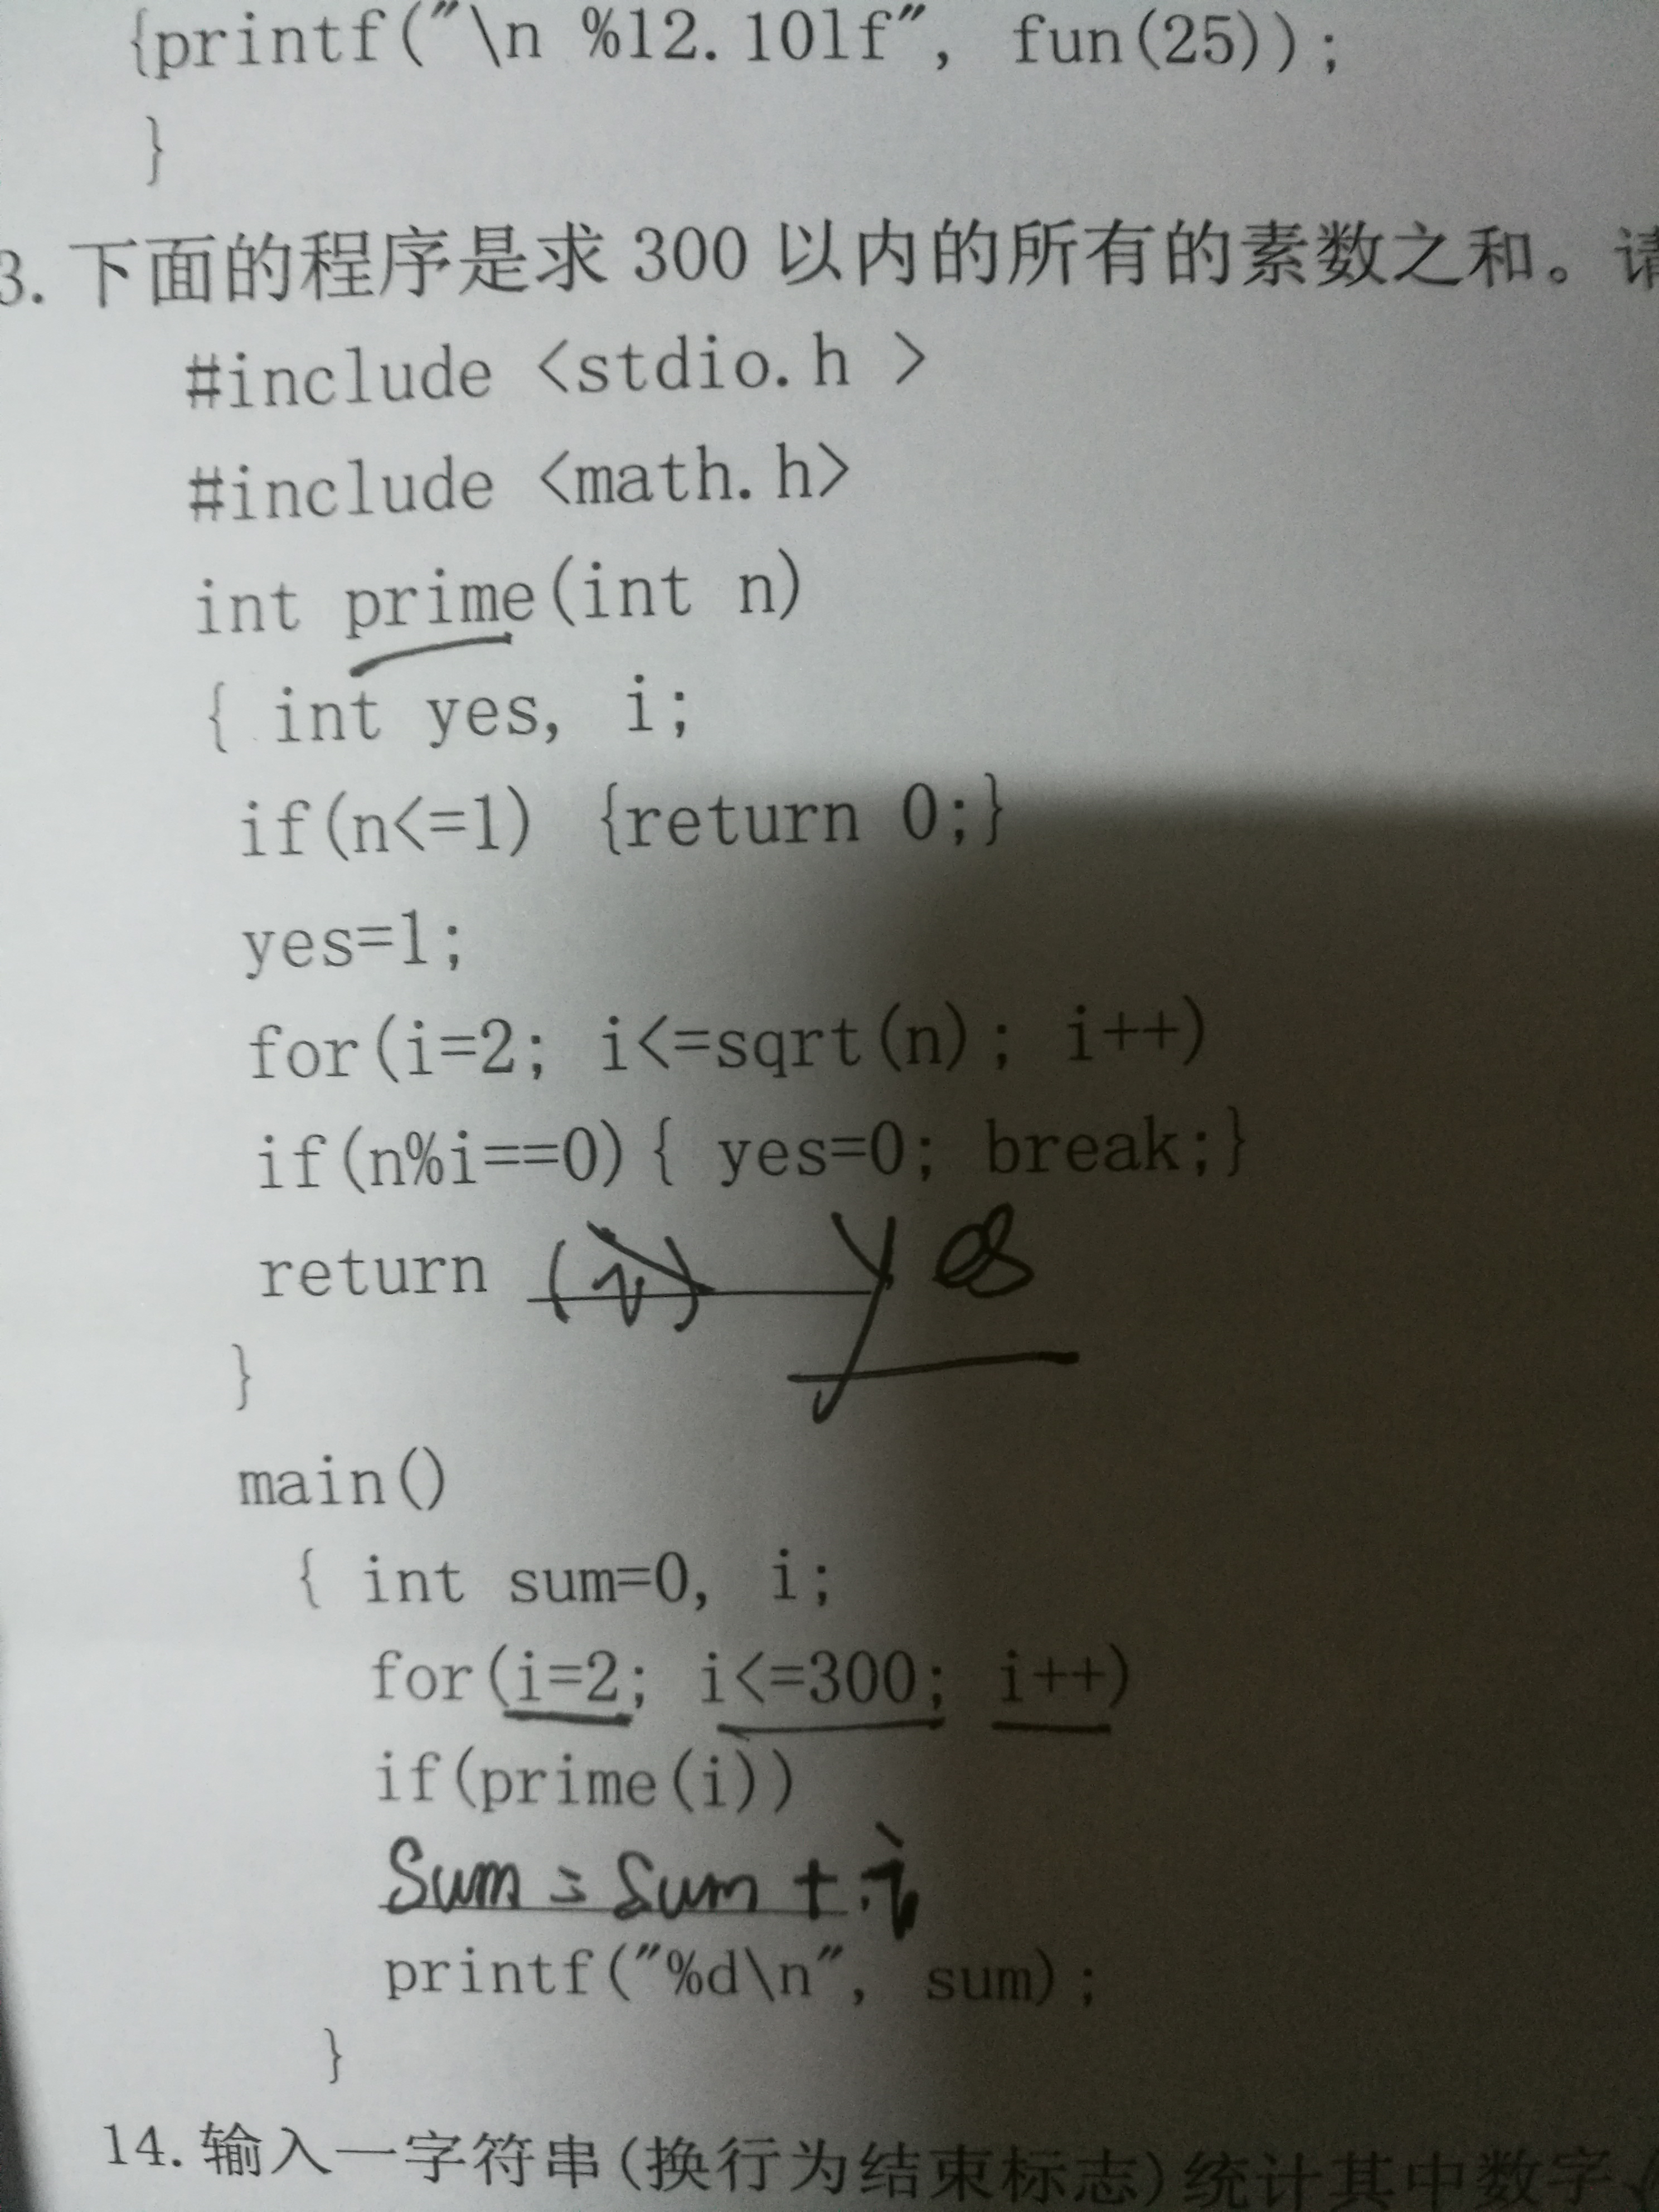 {printf("\n %12.10lf", fun(25));
}
3. 下面的程序是求 300 以内的所有的素数之和。请
#include <stdio.h >
#include <math.h>
int prime(int n)
{ int yes, i;
if(n<=1) {return 0;}
yes=1;
for(i=2; i<=sqrt(n); i++)
if(n%i==0){ yes=0; break;}
return yes
}
main()
{ int sum=0, i;
for(i=2; i<=300; i++)
if(prime(i))
Sum = Sum + i
printf("%d\n", sum);
}
14. 输入一字符串(换行为结束标志)统计其中数字